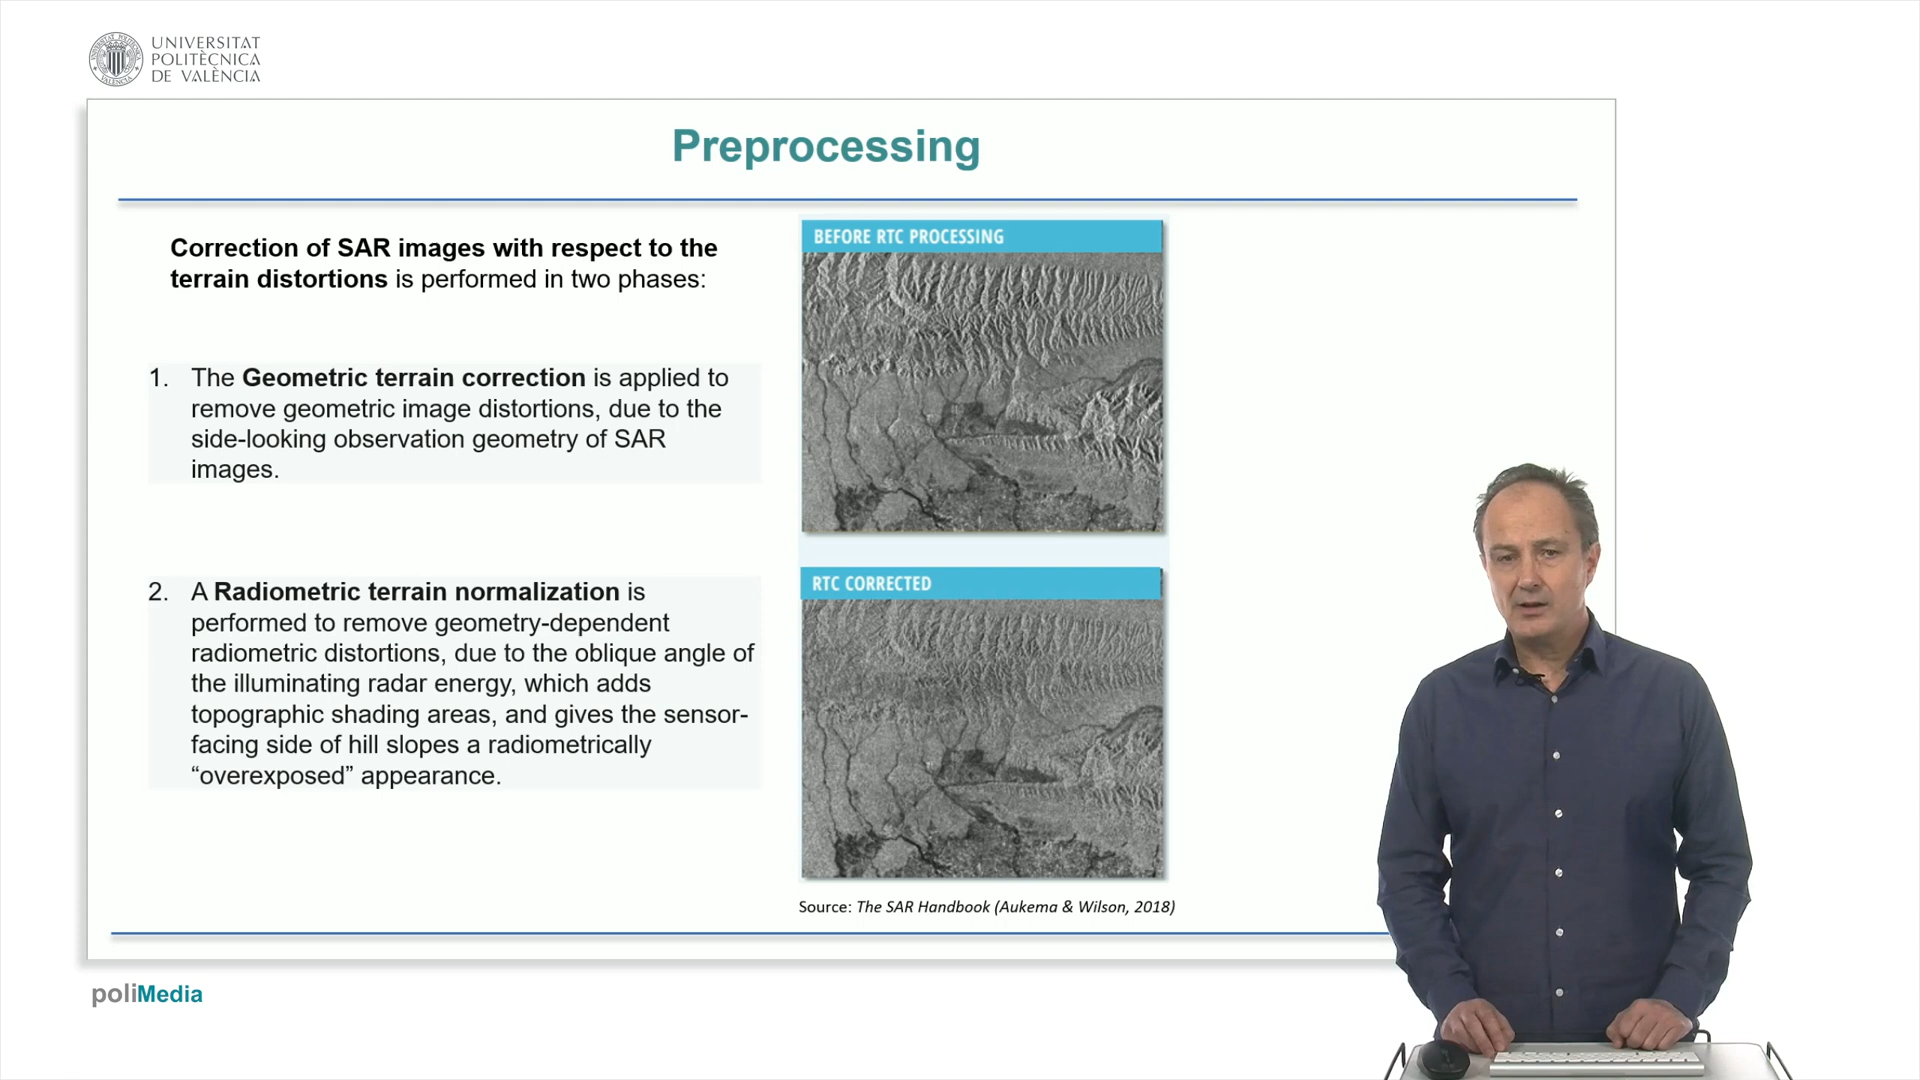 UNIVERSITAT
POLITÈCNICA
DE VALÈNCIA
Preprocessing
Correction of SAR images with respect to the
terrain distortions is performed in two phases:
1. The Geometric terrain correction is applied to
remove geometric image distortions, due to the
side-looking observation geometry of SAR
images.
2. A Radiometric terrain normalization is
performed to remove geometry-dependent
radiometric distortions, due to the oblique angle of
the illuminating radar energy, which adds
topographic shading areas, and gives the sensor-
facing side of hill slopes a radiometrically
“overexposed” appearance.
BEFORE RTC PROCESSING
RTC CORRECTED
Source: The SAR Handbook (Aukema & Wilson, 2018)
poliMedia